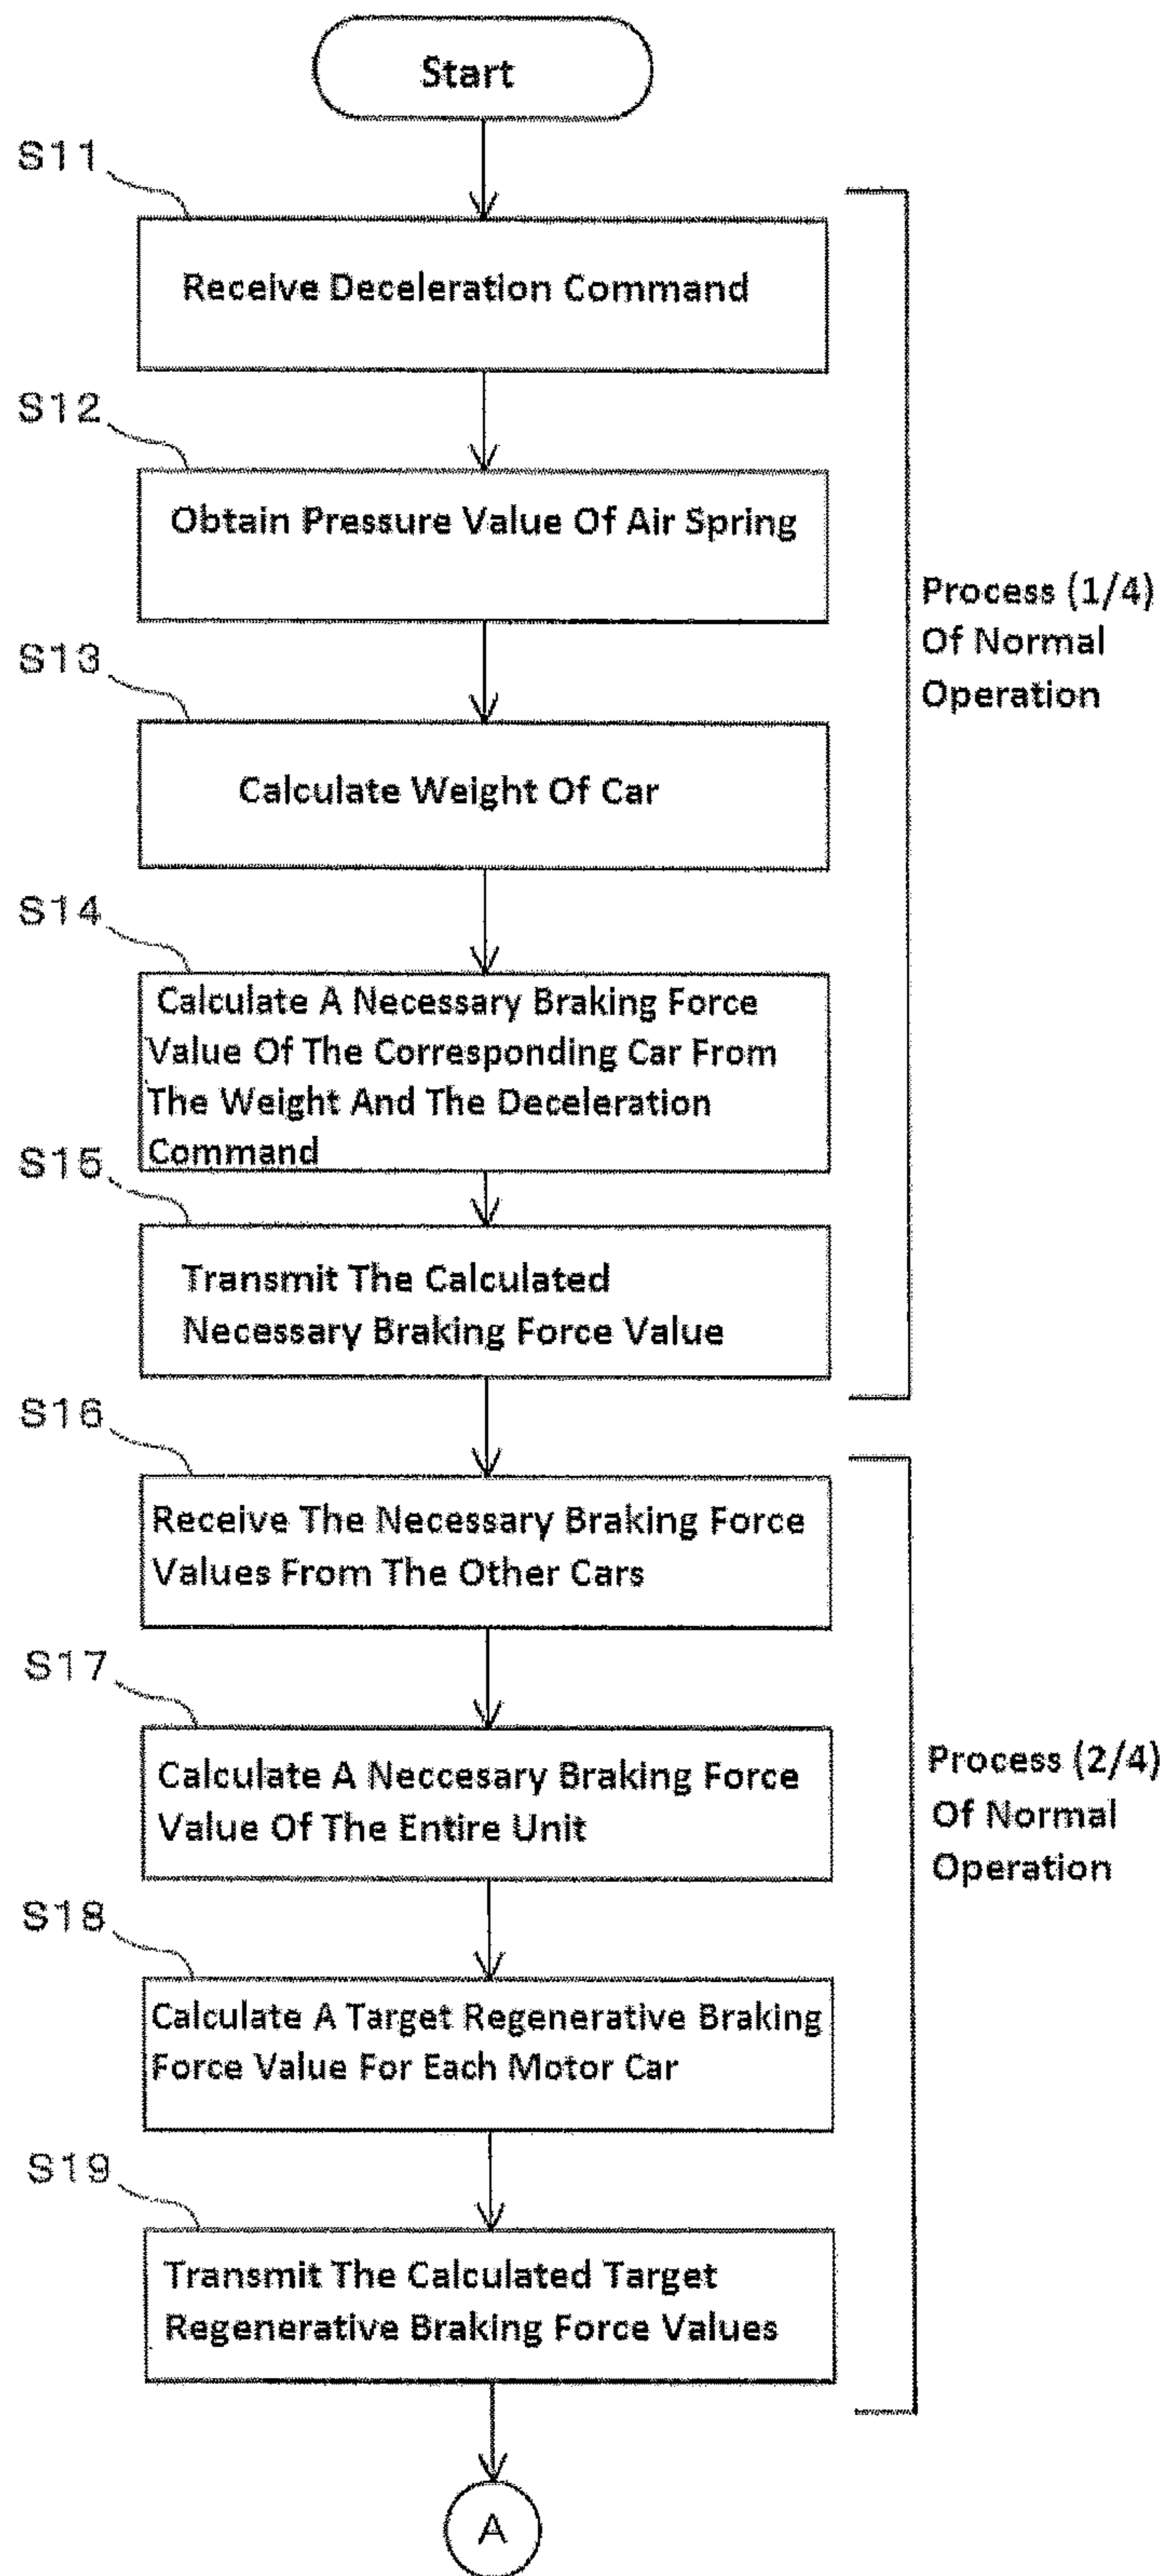 Start
S11
Receive Deceleration Command
S12
Obtain Pressure Value Of Air Spring
Process (1/4)
Of Normal
Operation
S13
Calculate Weight Of Car
S14
Calculate A Necessary Braking Force
Value Of The Corresponding Car From
The Weight And The Deceleration
Command
S15
Transmit The Calculated
Necessary Braking Force Value
S16
Receive The Necessary Braking Force
Values From The Other Cars
S17
Calculate A Neccesary Braking Force
Value Of The Entire Unit
Process (2/4)
Of Normal
Operation
S18
Calculate A Target Regenerative Braking
Force Value For Each Motor Car
S19
Transmit The Calculated Target
Regenerative Braking Force Values
A